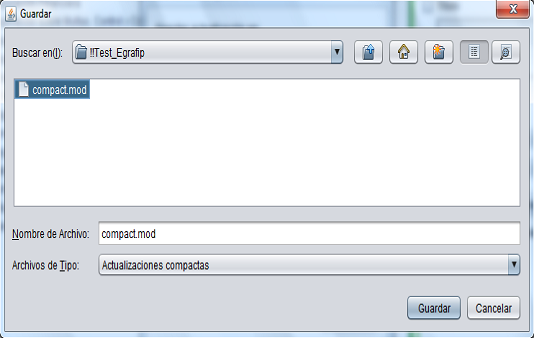 Guardar
Buscar en(I): !!Test_Egrafip
compact.mod
Nombre de Archivo: compact.mod
Archivos de Tipo: Actualizaciones compactas
Guardar Cancelar